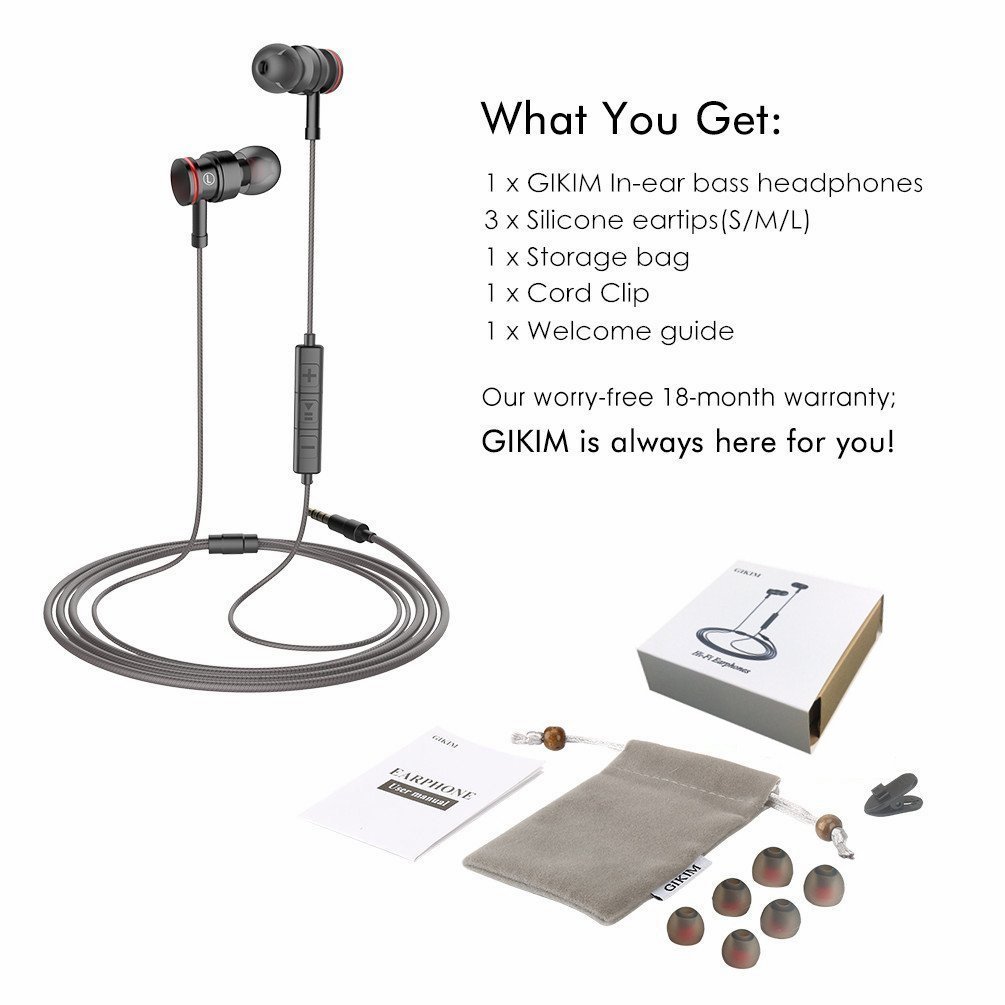 What You Get:
1 x GIKIM In-ear bass headphones
3 x Silicone eartips(S/M/L)
1 x Storage bag
1 x Cord Clip
1 x Welcome guide
Our worry-free 18-month warranty;
GIKIM is always here for you!
L
GIKIM
Hi-Fi Earphones
GIKIM
EARPHONE
User manual
GIKIM